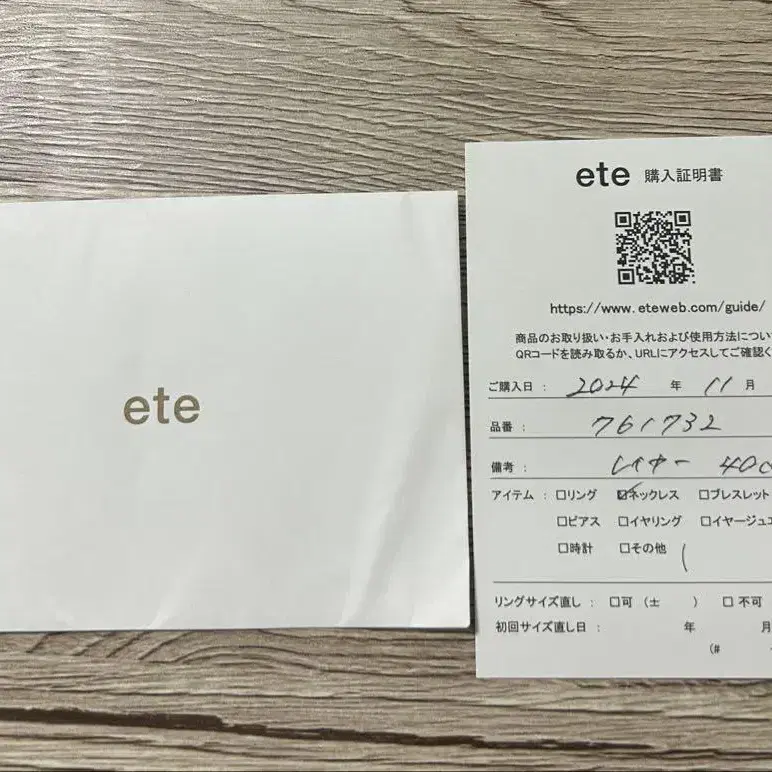 ete
ete 購入証明書
https://www.eteweb.com/guide/
商品のお取り扱い・お手入れおよび使用方法につい
QRコードを読み取るか、URLにアクセスしてご確認く
ご購入日 : 2024 年 11 月
品番 : 761732
備考 : レイヤー 40c
アイテム : □リング ☑ネックレス □ブレスレット
□ピアス □イヤリング □イヤージュエ
□時計 □その他 (
リングサイズ直し : □可 (± ) □ 不可
初回サイズ直し日 : 年 月
(#